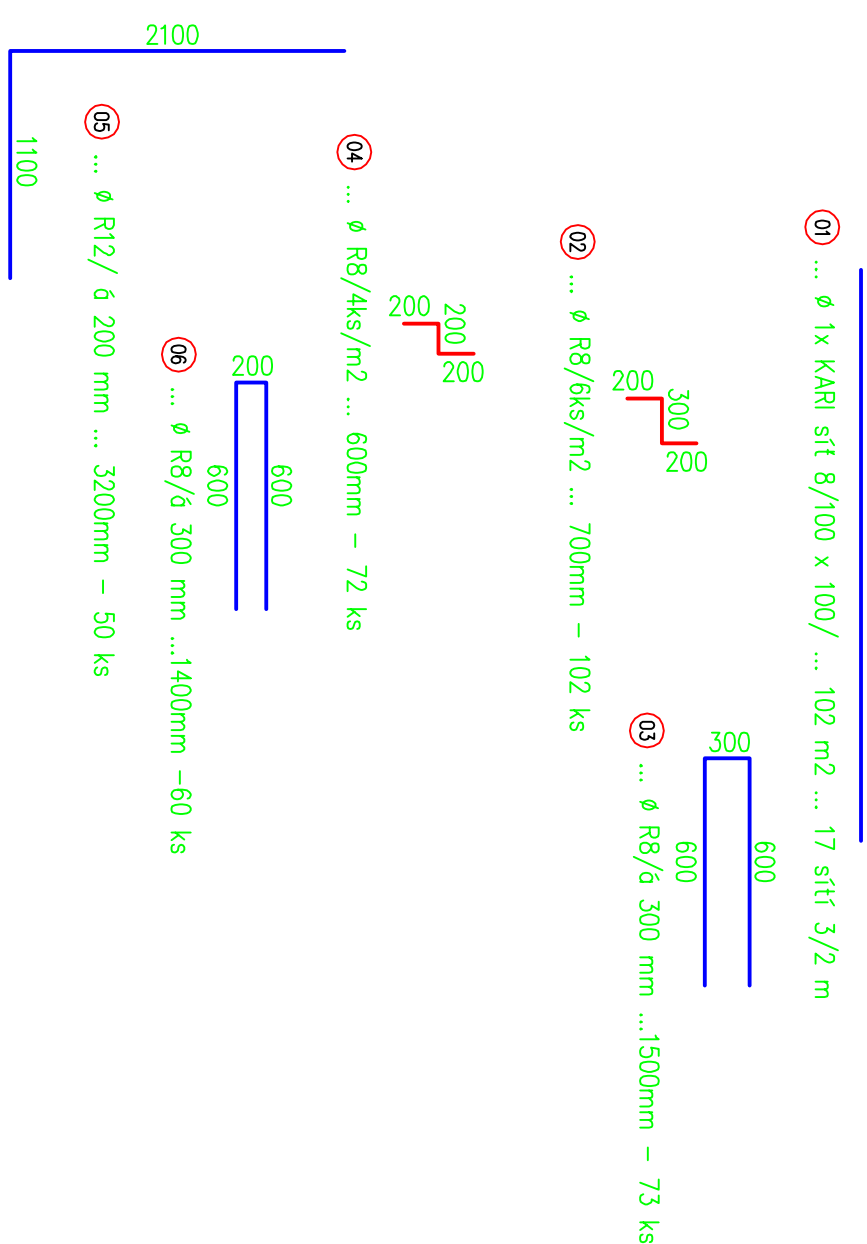 01 ... ø 1x KARI síť 8/100 x 100/ ... 102 m2 ... 17 sítí 3/2 m
200
300
200
02 ... ø R8/6ks/m2 ... 700mm – 102 ks
300
600
600
03 ... ø R8/á 300 mm ...1500mm – 73 ks
200
200
200
04 ... ø R8/4ks/m2 ... 600mm – 72 ks
200
600
600
06 ... ø R8/á 300 mm ...1400mm –60 ks
05 ... ø R12/ á 200 mm ... 3200mm – 50 ks
2100
1100